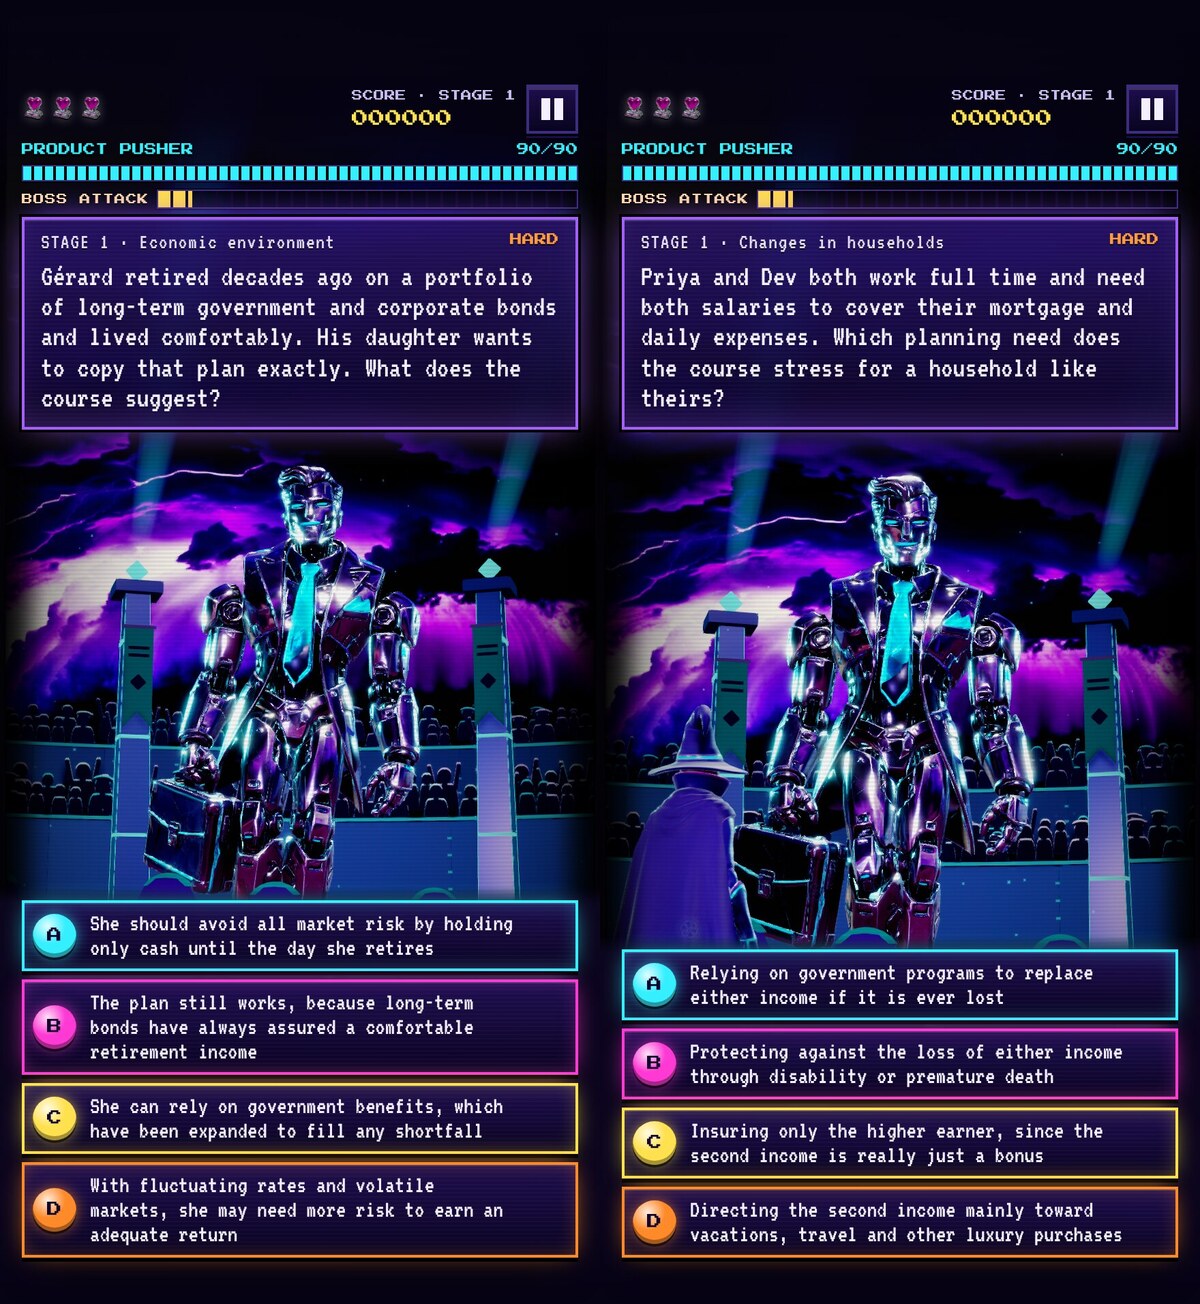 SCORE · STAGE 1
000000
PRODUCT PUSHER 90/90
BOSS ATTACK
STAGE 1 · Economic environment HARD
Gérard retired decades ago on a portfolio
of long-term government and corporate bonds
and lived comfortably. His daughter wants
to copy that plan exactly. What does the
course suggest?
A She should avoid all market risk by holding
only cash until the day she retires
B The plan still works, because long-term
bonds have always assured a comfortable
retirement income
C She can rely on government benefits, which
have been expanded to fill any shortfall
D With fluctuating rates and volatile
markets, she may need more risk to earn an
adequate return
SCORE · STAGE 1
000000
PRODUCT PUSHER 90/90
BOSS ATTACK
STAGE 1 · Changes in households HARD
Priya and Dev both work full time and need
both salaries to cover their mortgage and
daily expenses. Which planning need does
the course stress for a household like
theirs?
A Relying on government programs to replace
either income if it is ever lost
B Protecting against the loss of either income
through disability or premature death
C Insuring only the higher earner, since the
second income is really just a bonus
D Directing the second income mainly toward
vacations, travel and other luxury purchases